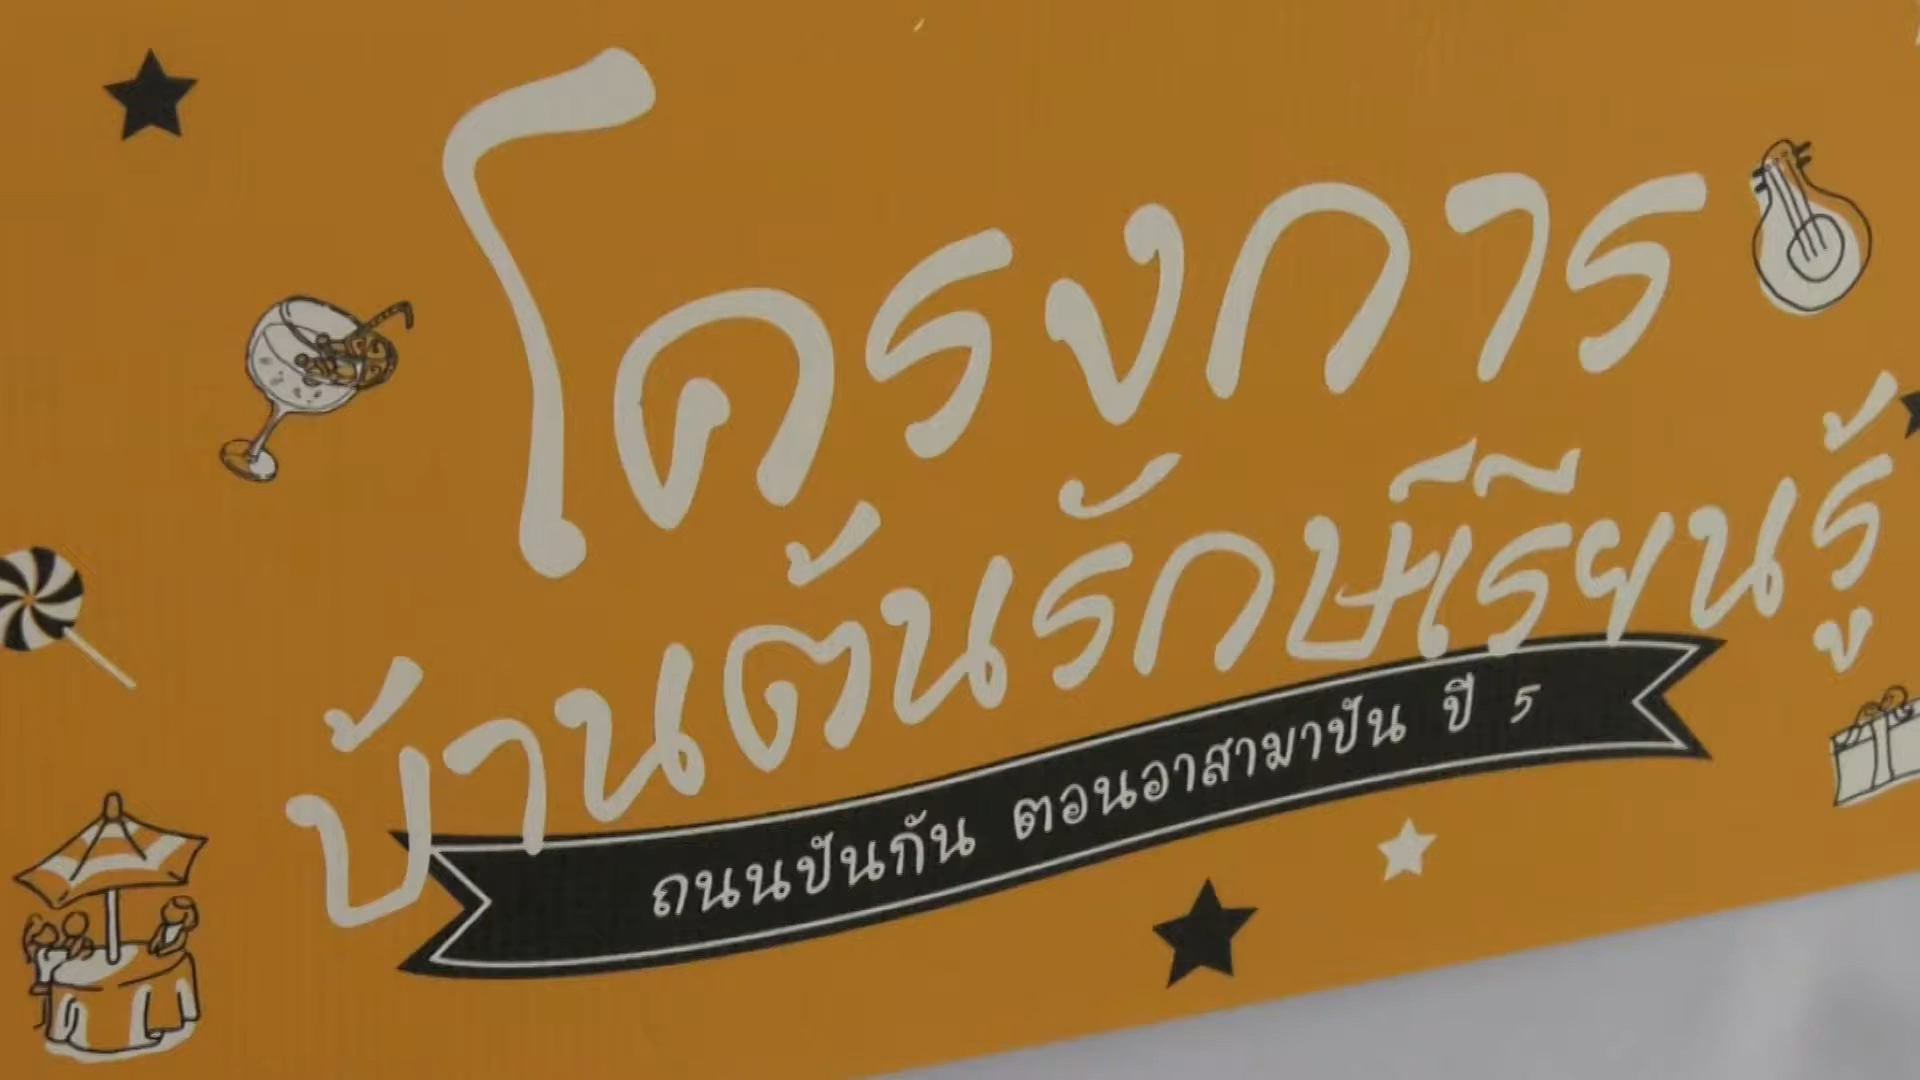 โครงการ
บ้านต้นรักษ์เรียนรู้
ถนนปันกัน ตอนอาสามาปัน ปี 5